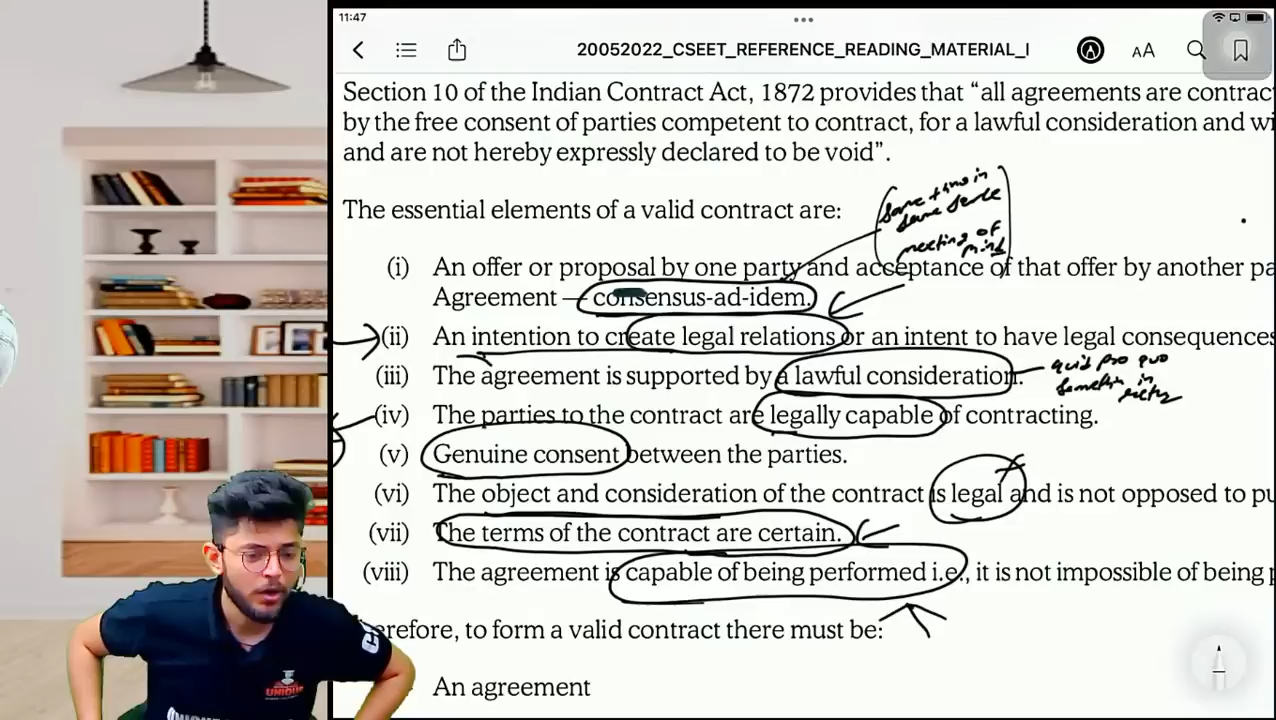 11:47
20052022_CSEET_REFERENCE_READING_MATERIAL_I
AA
Section 10 of the Indian Contract Act, 1872 provides that “all agreements are contrac
by the free consent of parties competent to contract, for a lawful consideration and wi
and are not hereby expressly declared to be void”.
same thing in
same sense
meeting of
mind
The essential elements of a valid contract are:
(i) An offer or proposal by one party and acceptance of that offer by another pa
Agreement — consensus-ad-idem.
(ii) An intention to create legal relations or an intent to have legal consequences
(iii) The agreement is supported by a lawful consideration.
quid pro quo
something in
(iv) The parties to the contract are legally capable of contracting.
(v) Genuine consent between the parties.
(vi) The object and consideration of the contract is legal and is not opposed to pu
(vii) The terms of the contract are certain.
(viii) The agreement is capable of being performed i.e., it is not impossible of being p
erefore, to form a valid contract there must be:
An agreement
UNIQUE